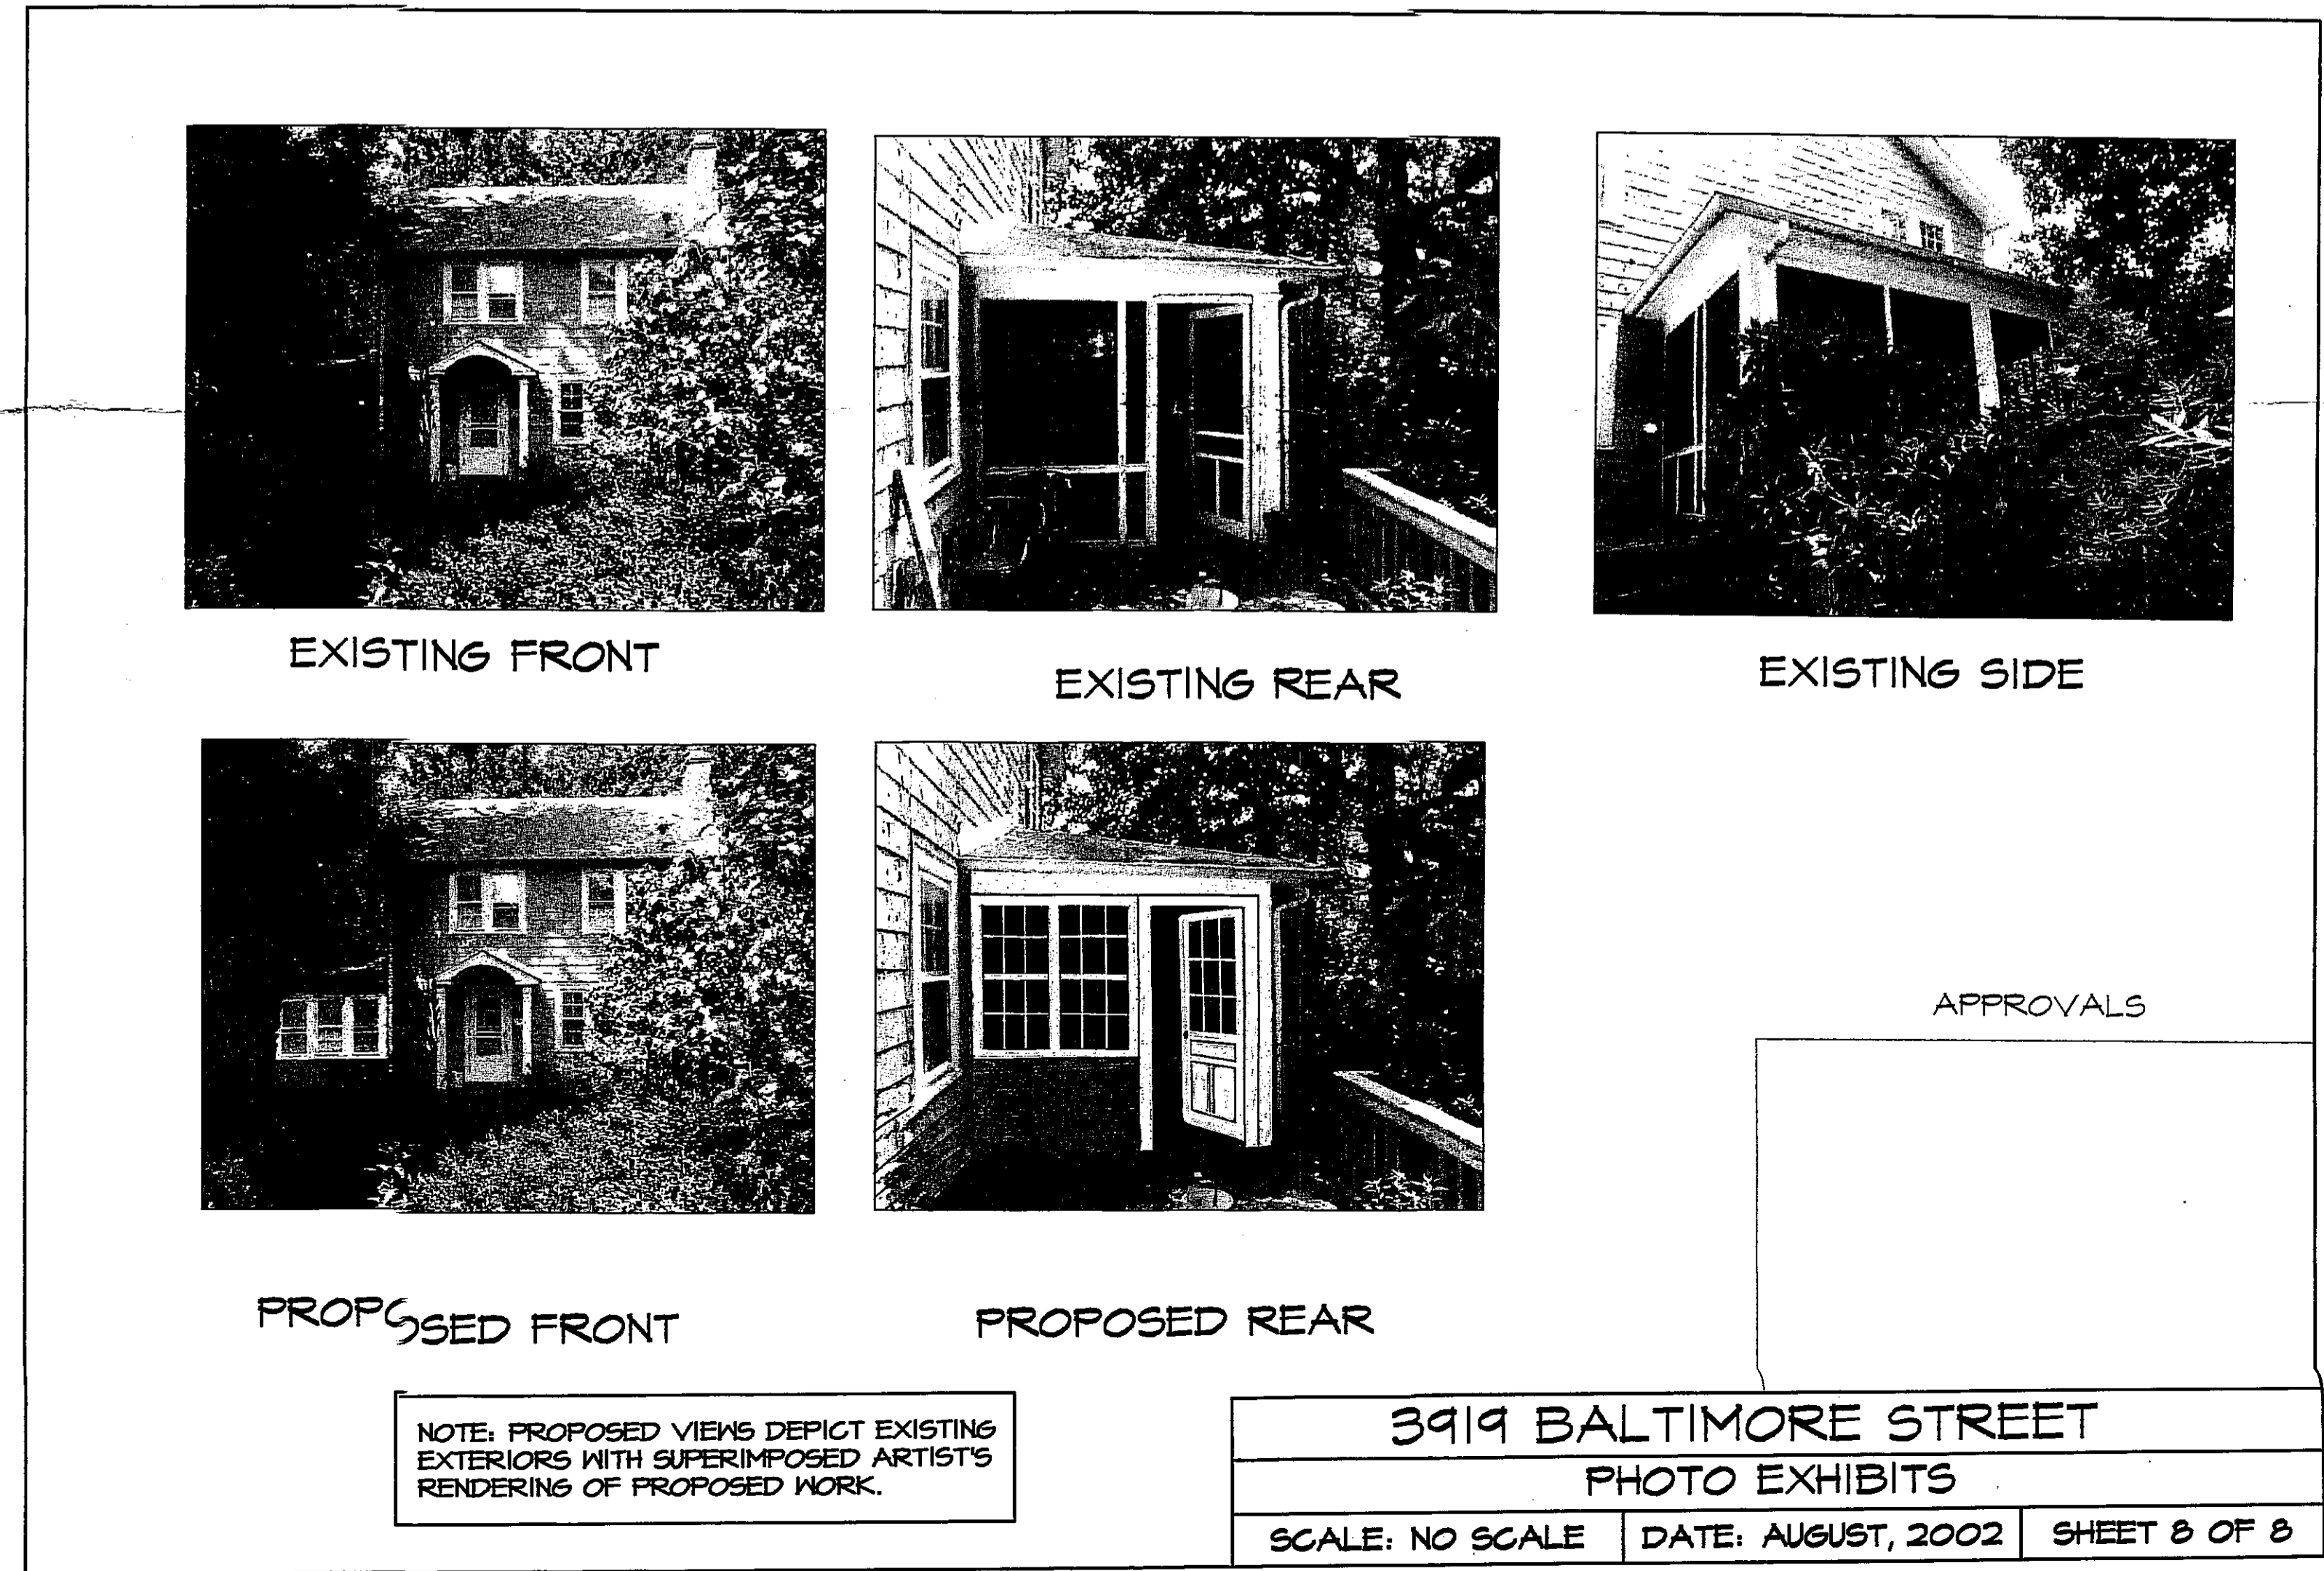 EXISTING FRONT
EXISTING REAR
EXISTING SIDE
PROPOSED FRONT
PROPOSED REAR
APPROVALS
NOTE: PROPOSED VIEWS DEPICT EXISTING
EXTERIORS WITH SUPERIMPOSED ARTIST'S
RENDERING OF PROPOSED WORK.
3919 BALTIMORE STREET
PHOTO EXHIBITS
SCALE: NO SCALE
DATE: AUGUST, 2002
SHEET 8 OF 8